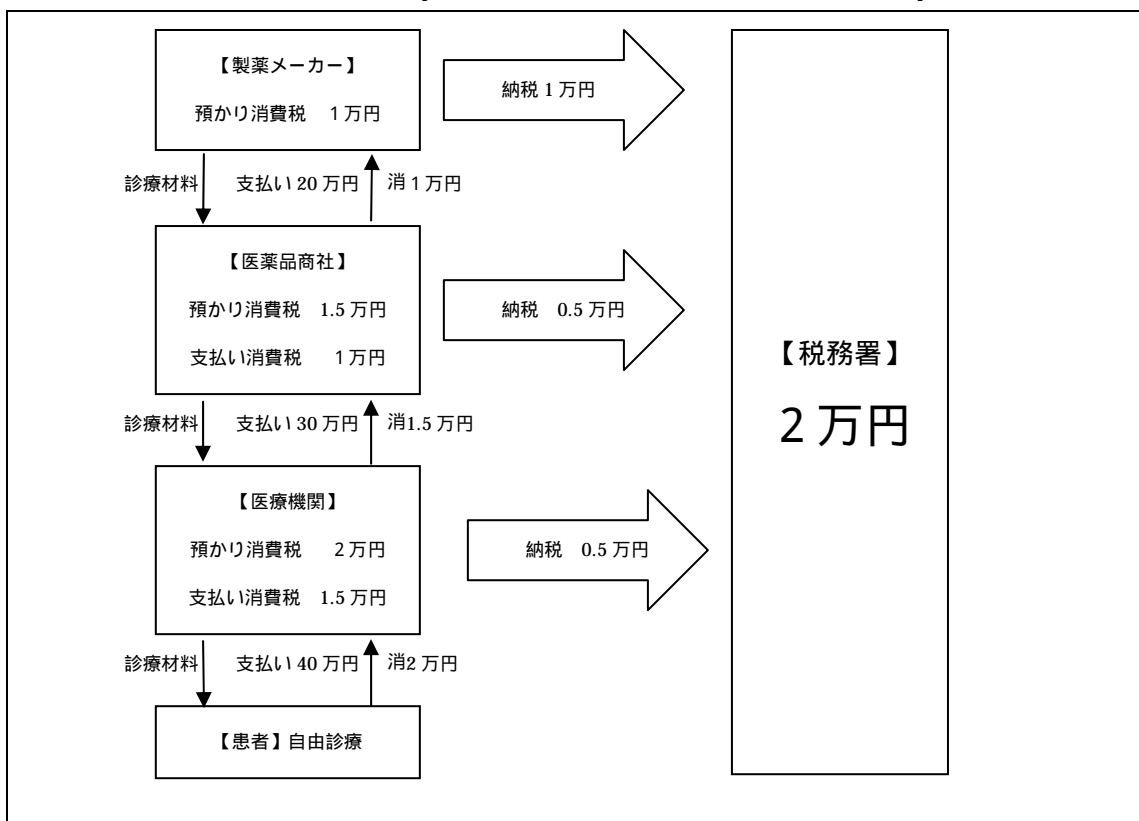 【製薬メーカー】
預かり消費税　1万円
納税 1 万円
診療材料　支払い 20 万円　消 1 万円
【医薬品商社】
預かり消費税　1.5 万円
支払い消費税　1 万円
納税　0.5 万円
診療材料　支払い 30 万円　消1.5 万円
【医療機関】
預かり消費税　2 万円
支払い消費税　1.5 万円
納税　0.5 万円
診療材料　支払い 40 万円　消2 万円
【患者】自由診療
【税務署】
2 万円